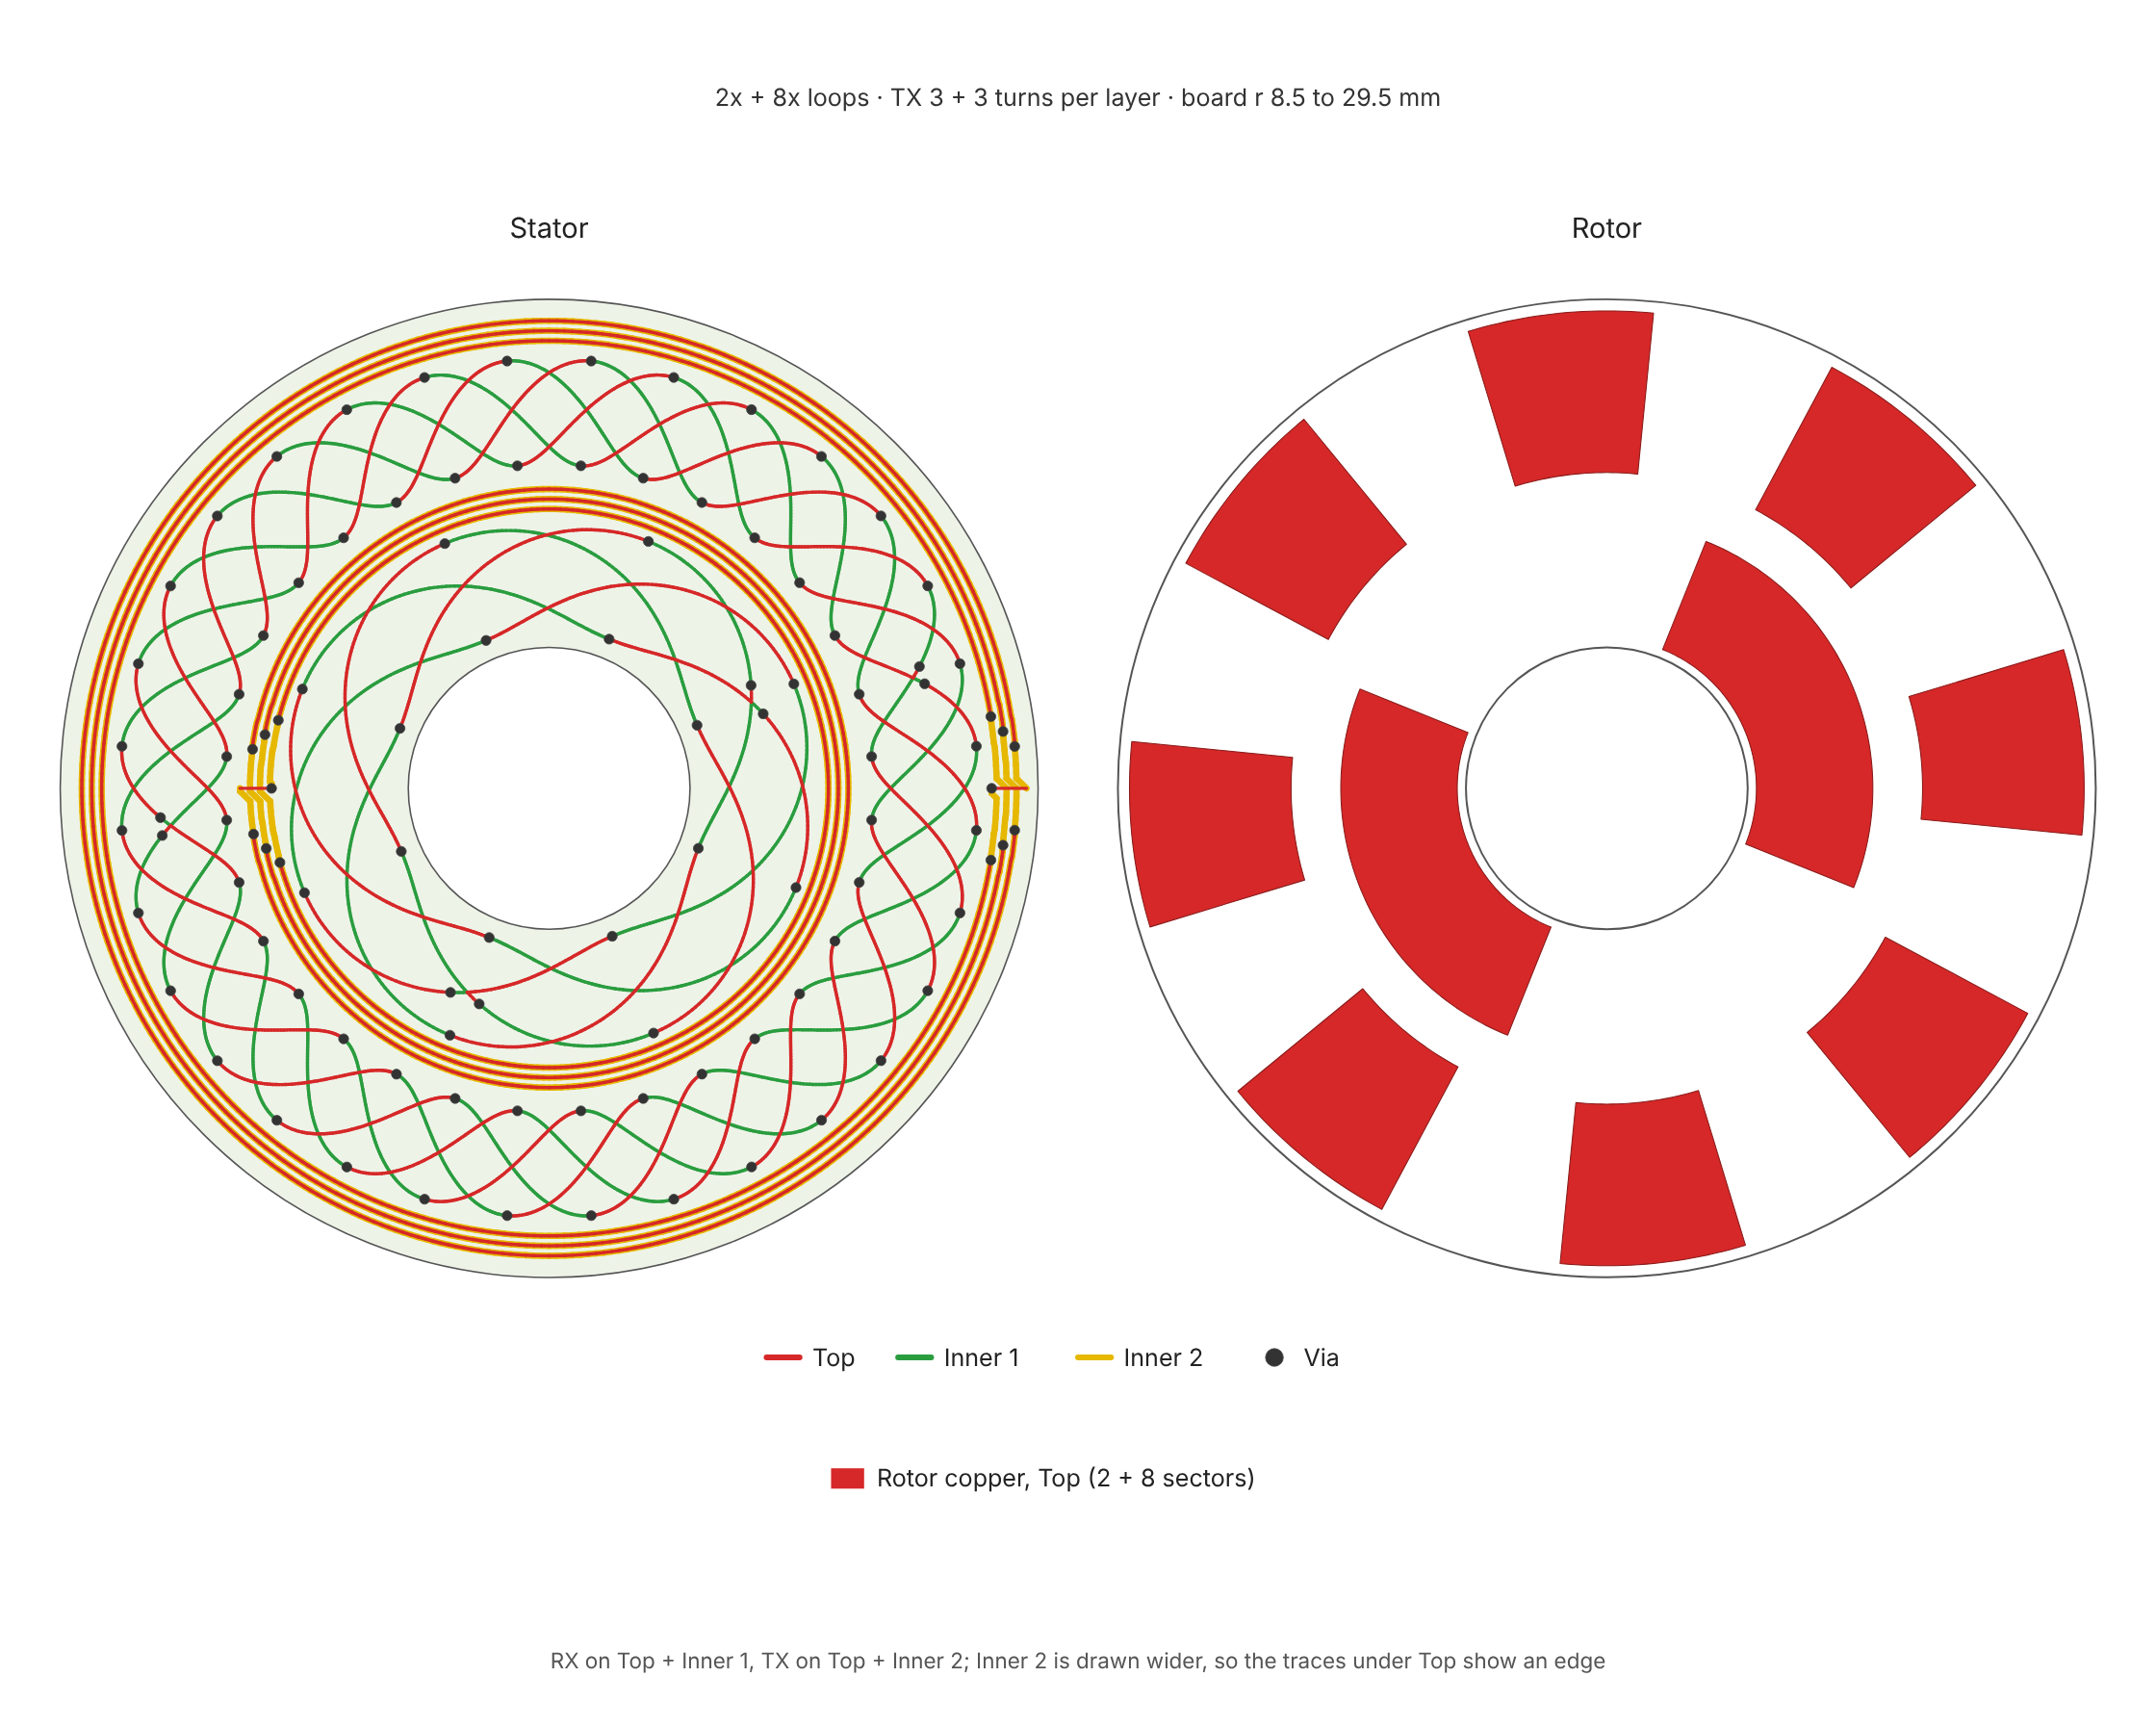 2x + 8x loops · TX 3 + 3 turns per layer · board r 8.5 to 29.5 mm
Stator
Rotor
Top
Inner 1
Inner 2
Via
Rotor copper, Top (2 + 8 sectors)
RX on Top + Inner 1, TX on Top + Inner 2; Inner 2 is drawn wider, so the traces under Top show an edge